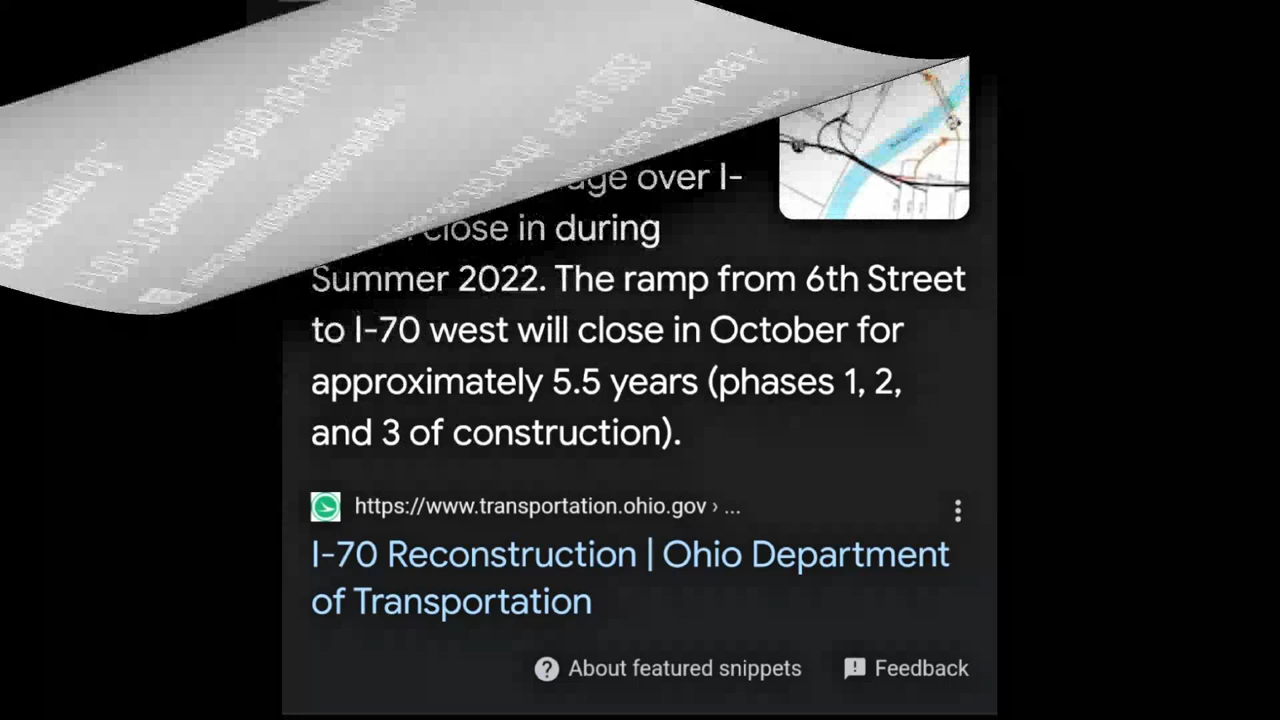 over I-
close in during
Summer 2022. The ramp from 6th Street
to I-70 west will close in October for
approximately 5.5 years (phases 1, 2,
and 3 of construction).
https://www.transportation.ohio.gov › ...
I-70 Reconstruction | Ohio Department
of Transportation
About featured snippets
Feedback